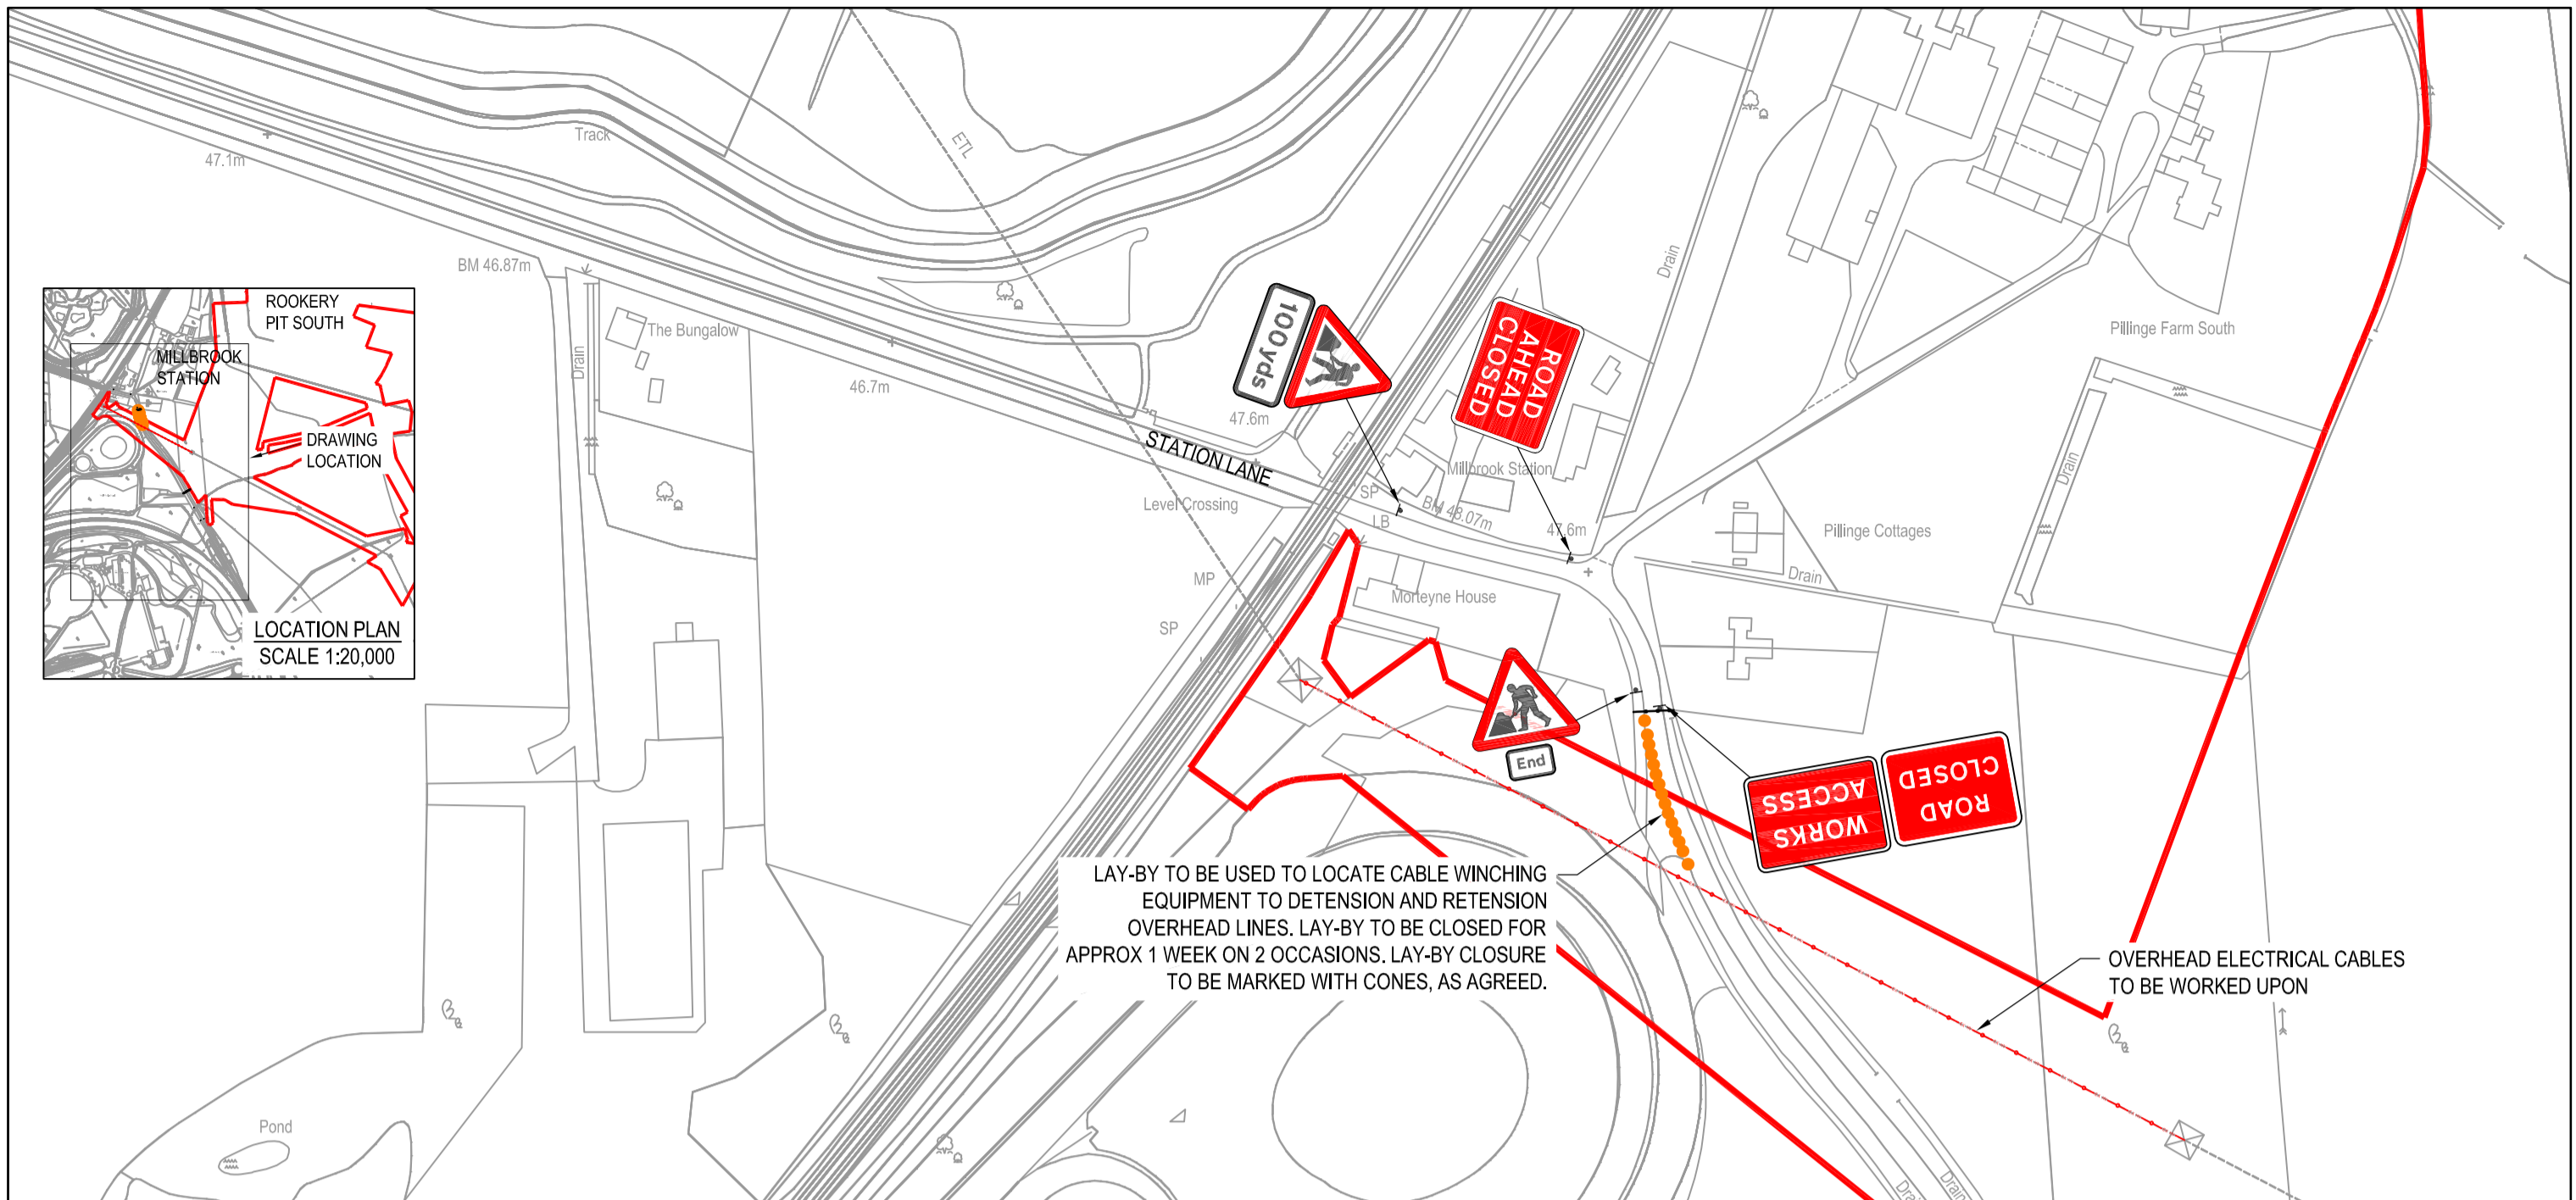 Track
ETL
47.1m
BM 46.87m
Drain
The Bungalow
46.7m
ROOKERY
PIT SOUTH
MILLBROOK
STATION
DRAWING
LOCATION
LOCATION PLAN
SCALE 1:20,000
100 yds
47.6m
ROAD
AHEAD
CLOSED
Drain
Pillinge Farm South
STATION LANE
Millbrook Station
Level Crossing
SP
LB
BM 48.07m
47.6m
Pillinge Cottages
Drain
Drain
MP
SP
Morteyne House
End
WORKS
ACCESS
ROAD
CLOSED
LAY-BY TO BE USED TO LOCATE CABLE WINCHING
EQUIPMENT TO DETENSION AND RETENSION
OVERHEAD LINES. LAY-BY TO BE CLOSED FOR
APPROX 1 WEEK ON 2 OCCASIONS. LAY-BY CLOSURE
TO BE MARKED WITH CONES, AS AGREED.
OVERHEAD ELECTRICAL CABLES
TO BE WORKED UPON
Pond
Drain